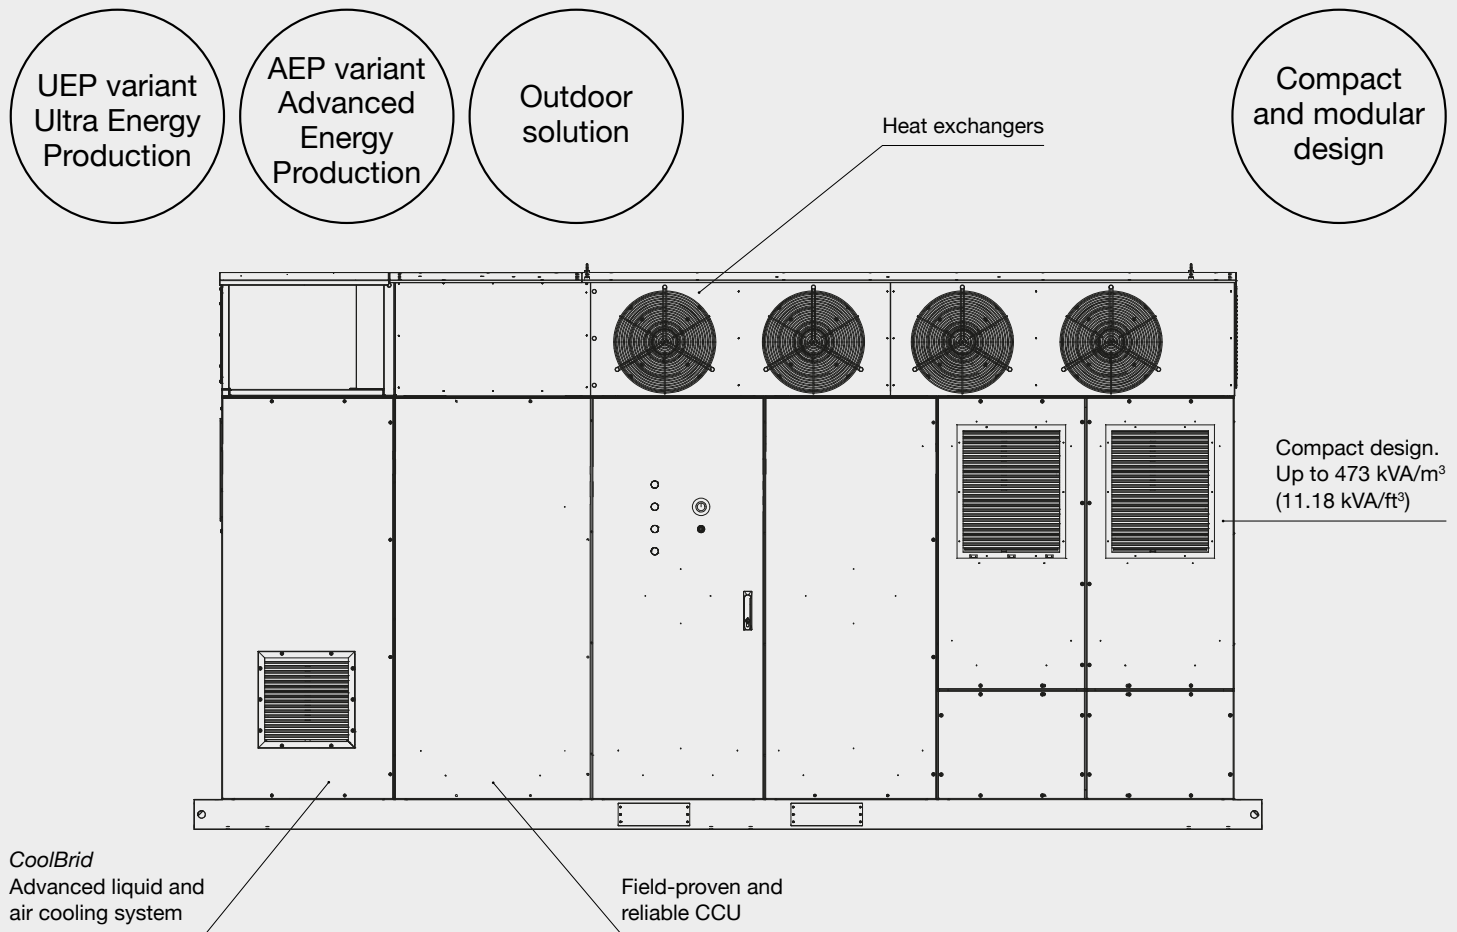 UEP variant
Ultra Energy
Production
AEP variant
Advanced
Energy
Production
Outdoor
solution
Compact
and modular
design
Heat exchangers
Compact design.
Up to 473 kVA/m³
(11.18 kVA/ft³)
CoolBrid
Advanced liquid and
air cooling system
Field-proven and
reliable CCU